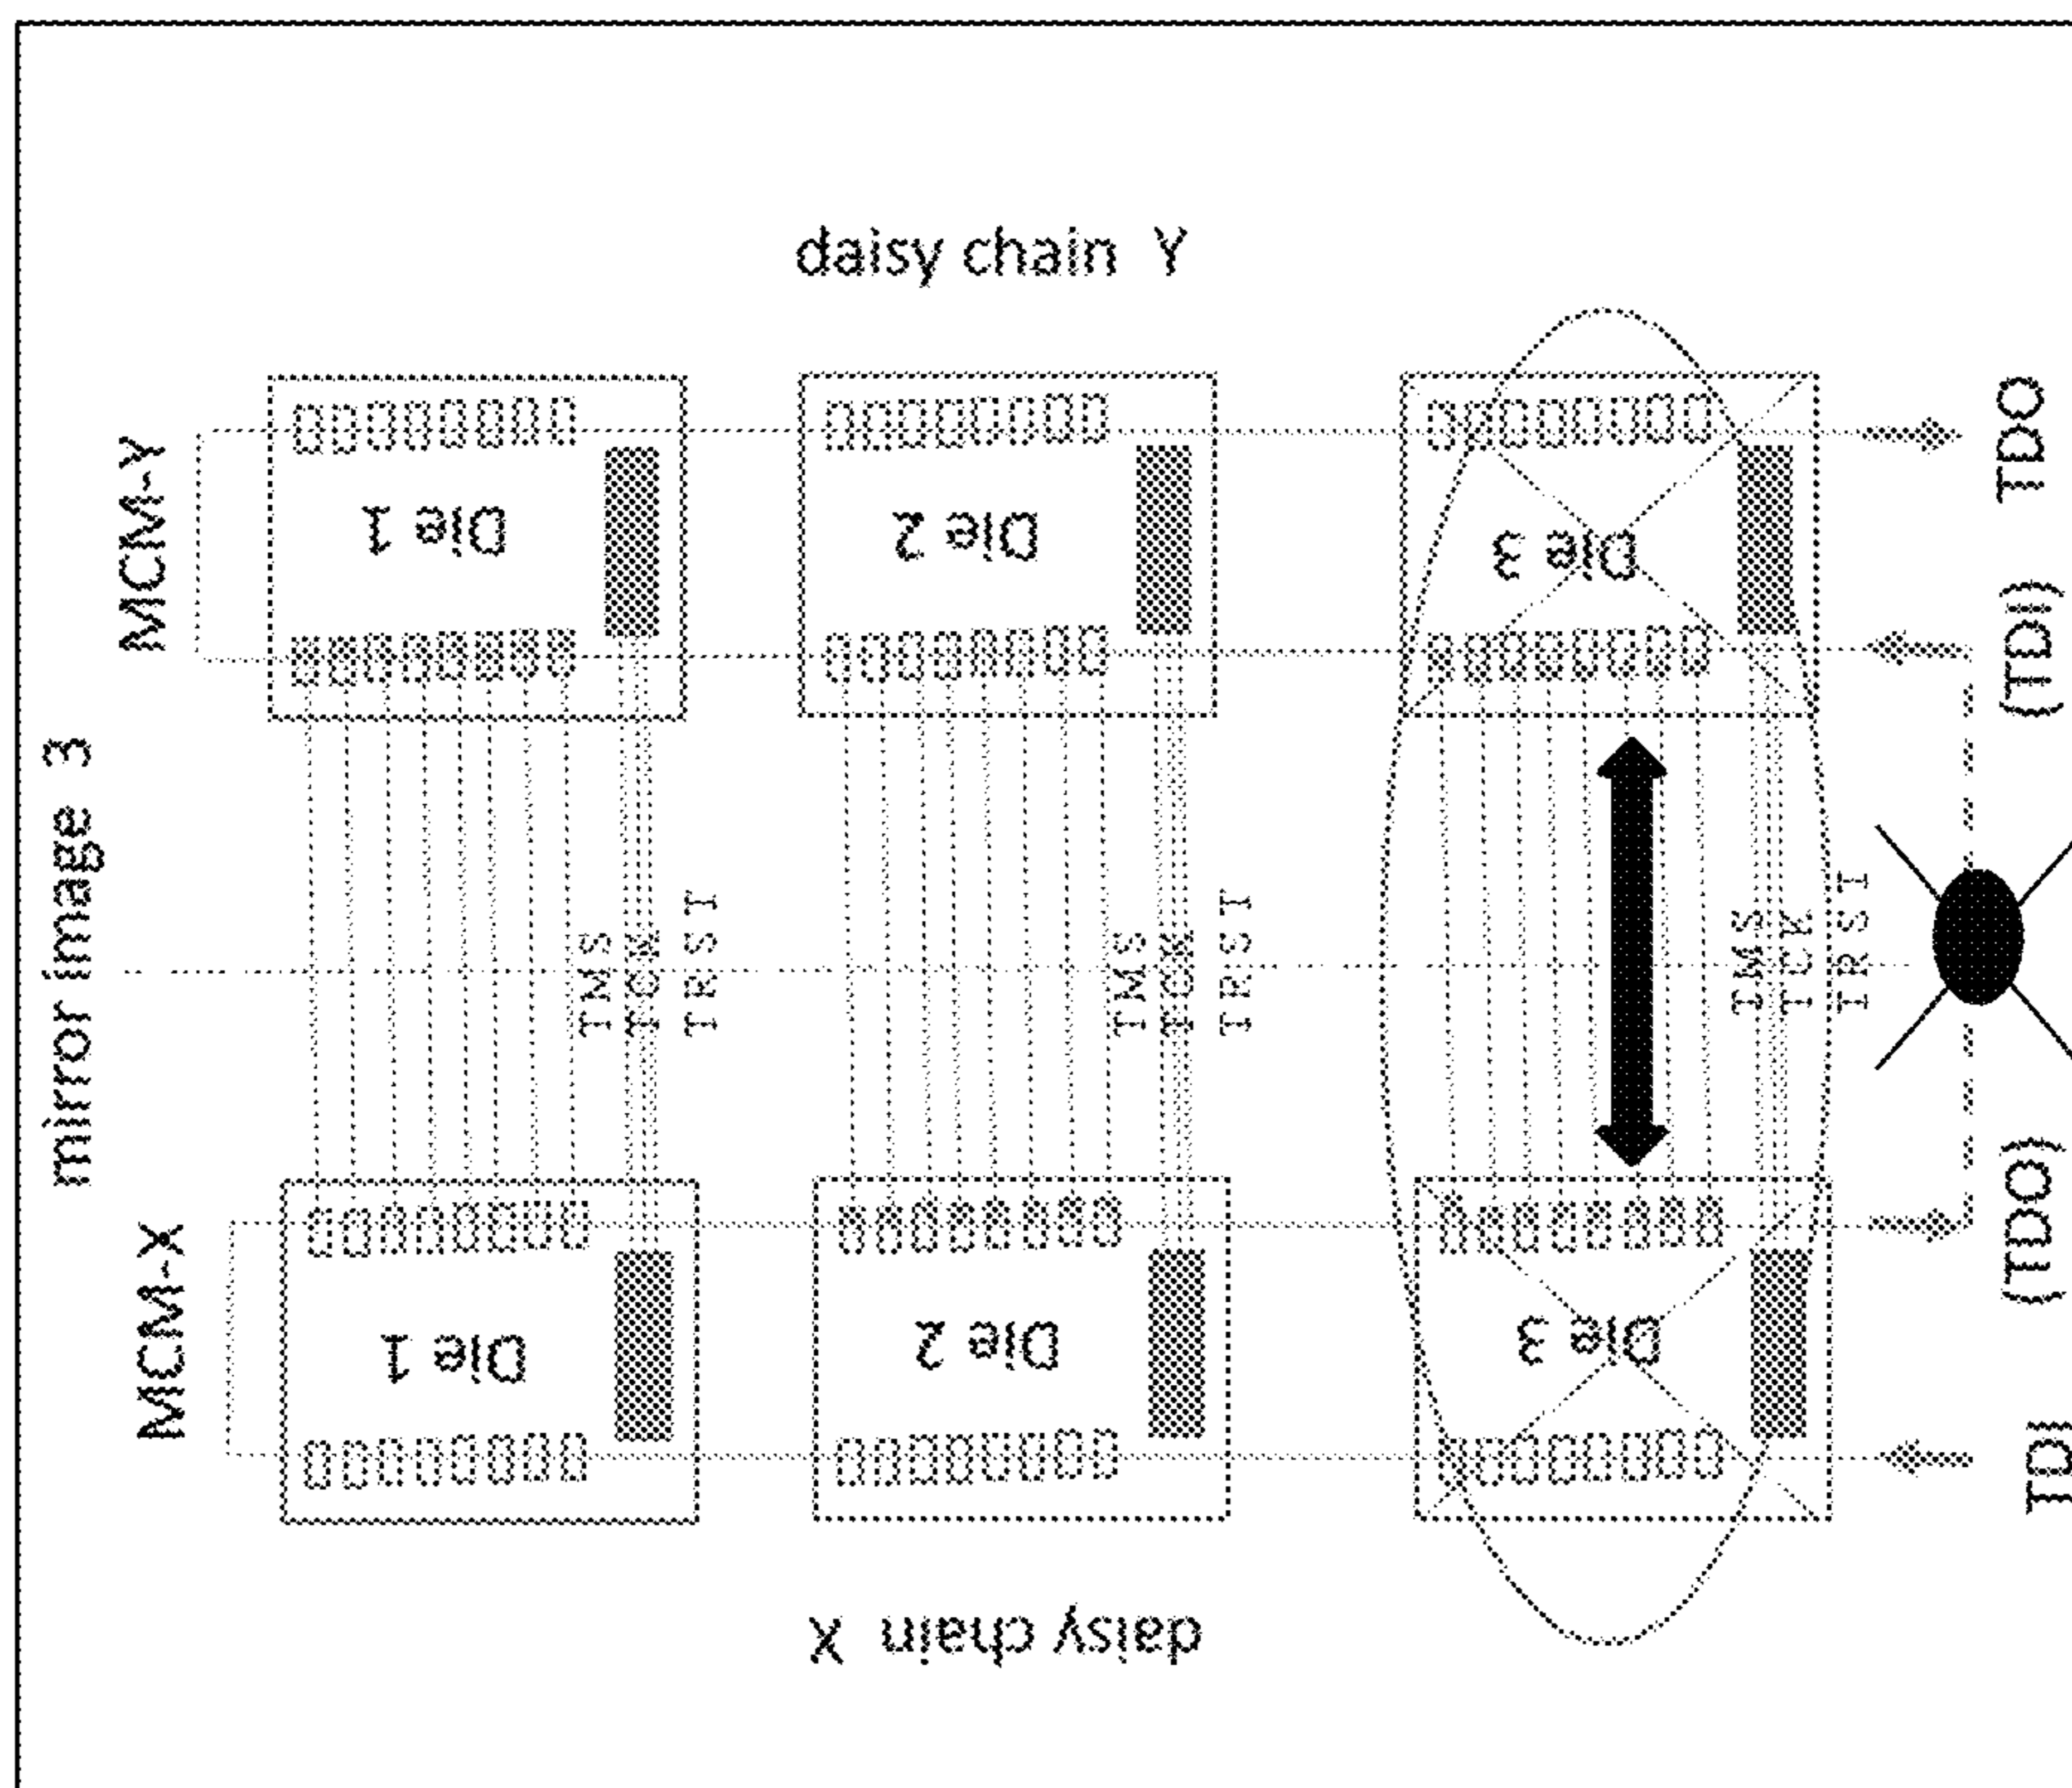 mirror image 3
MCM-X
MCM-Y
daisy chain X
daisy chain Y
Die 1
Die 1
TMS
TCK
TRST
Die 2
Die 2
TMS
TCK
TRST
Die 3
Die 3
TMS
TCK
TRST
TDI
(TDO)
(TDI)
TDO